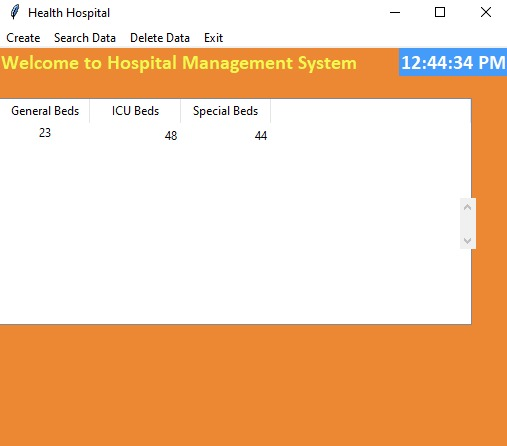 Health Hospital
Create Search Data Delete Data Exit
Welcome to Hospital Management System 12:44:34 PM
General Beds ICU Beds Special Beds
23 48 44